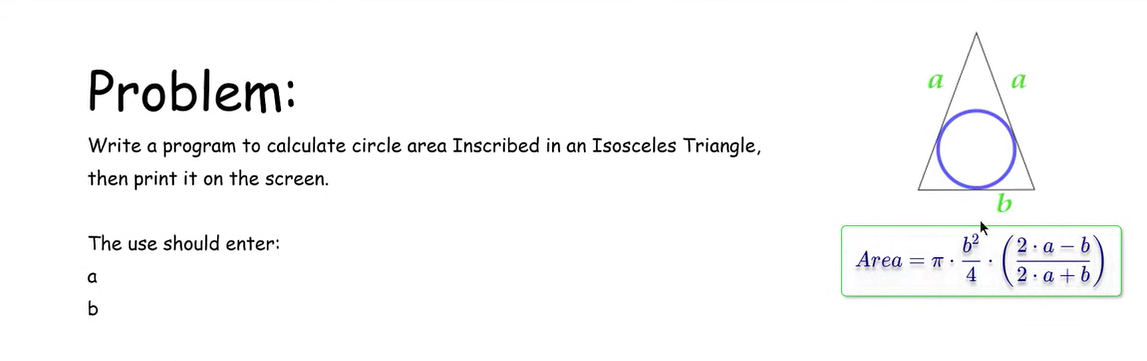 Problem:
Write a program to calculate circle area Inscribed in an Isosceles Triangle,
then print it on the screen.
The use should enter:
a
b
a a
b
Area = π · b²/4 · (2 · a − b / 2 · a + b)